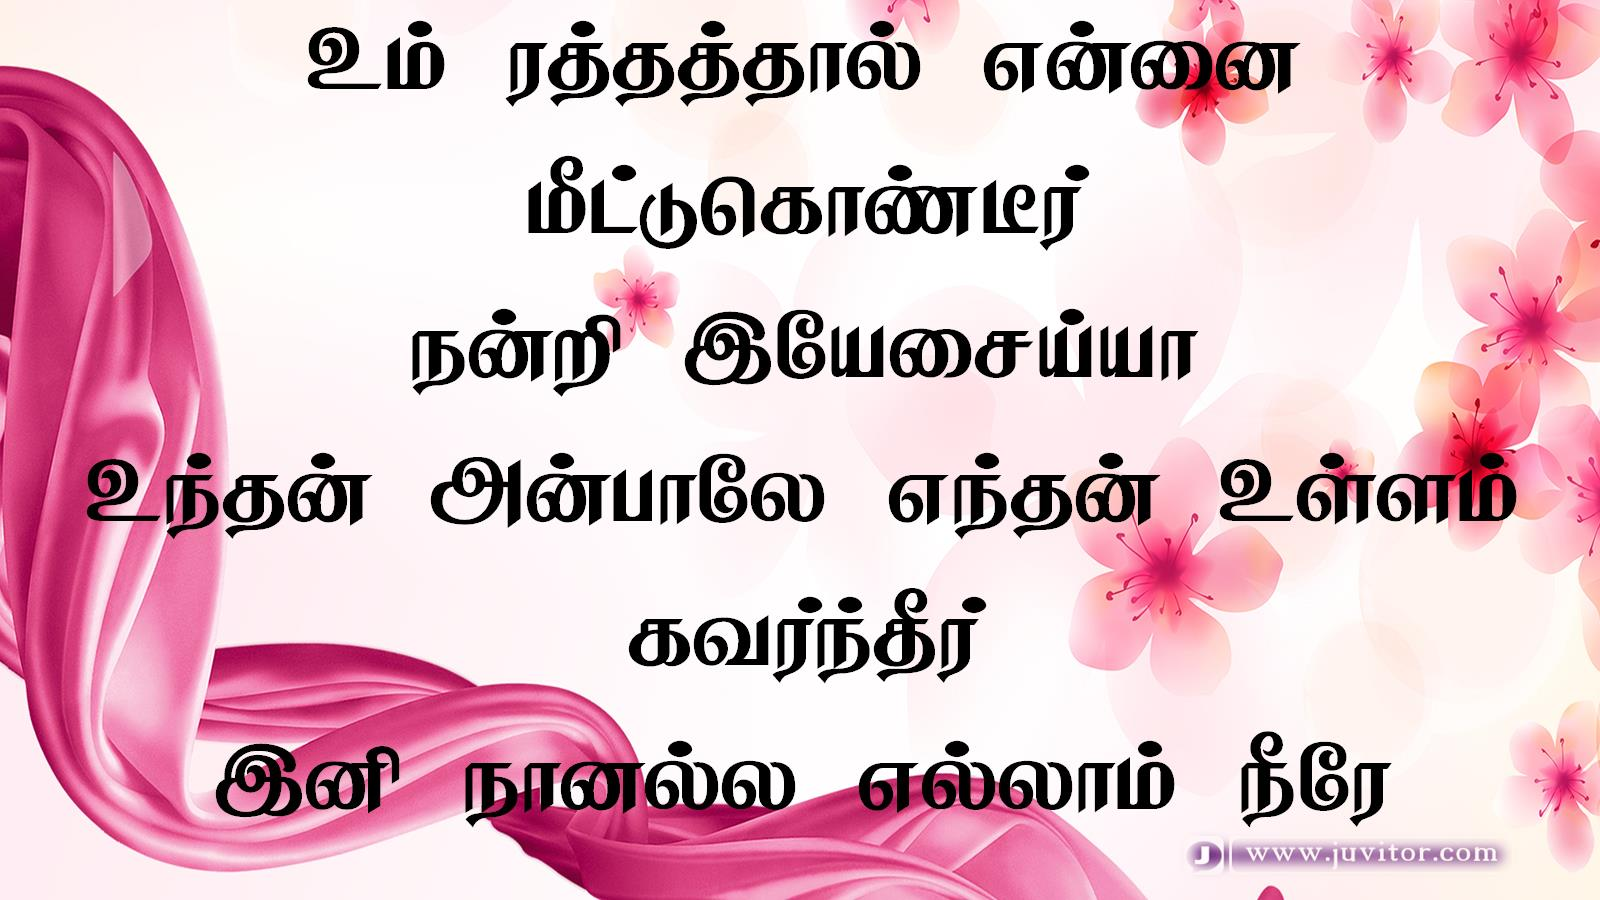 உம் ரத்தத்தால் என்னை
மீட்டுகொண்டீர்
நன்றி இயேசைய்யா
உந்தன் அன்பாலே எந்தன் உள்ளம்
கவர்ந்தீர்
இனி நானல்ல எல்லாம் நீரே
J www.juvitor.com